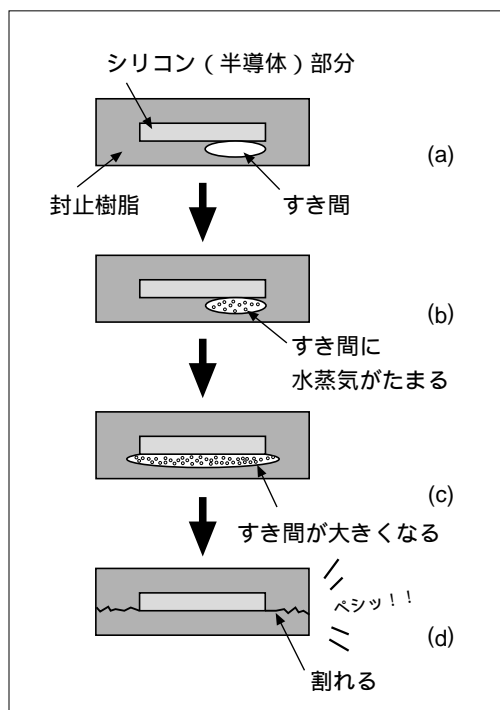 シリコン（半導体）部分
(a)
封止樹脂
すき間
(b)
すき間に
水蒸気がたまる
(c)
すき間が大きくなる
ペシッ！！
(d)
割れる